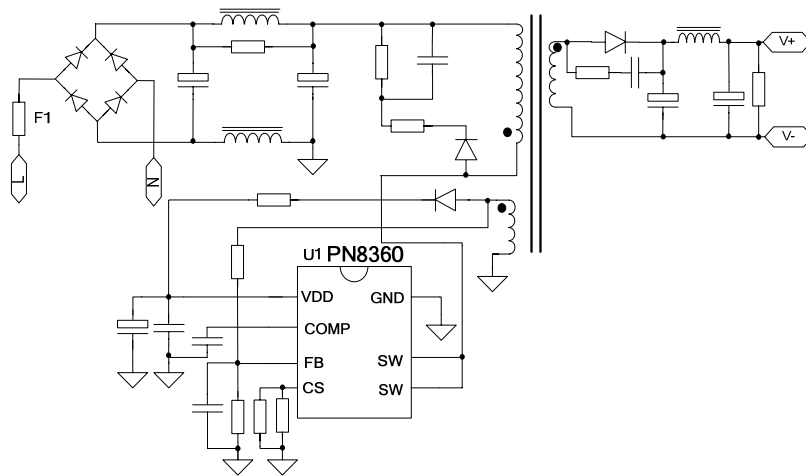 V+
F1
V-
L
N
U1 PN8360
VDD
GND
COMP
FB
SW
CS
SW